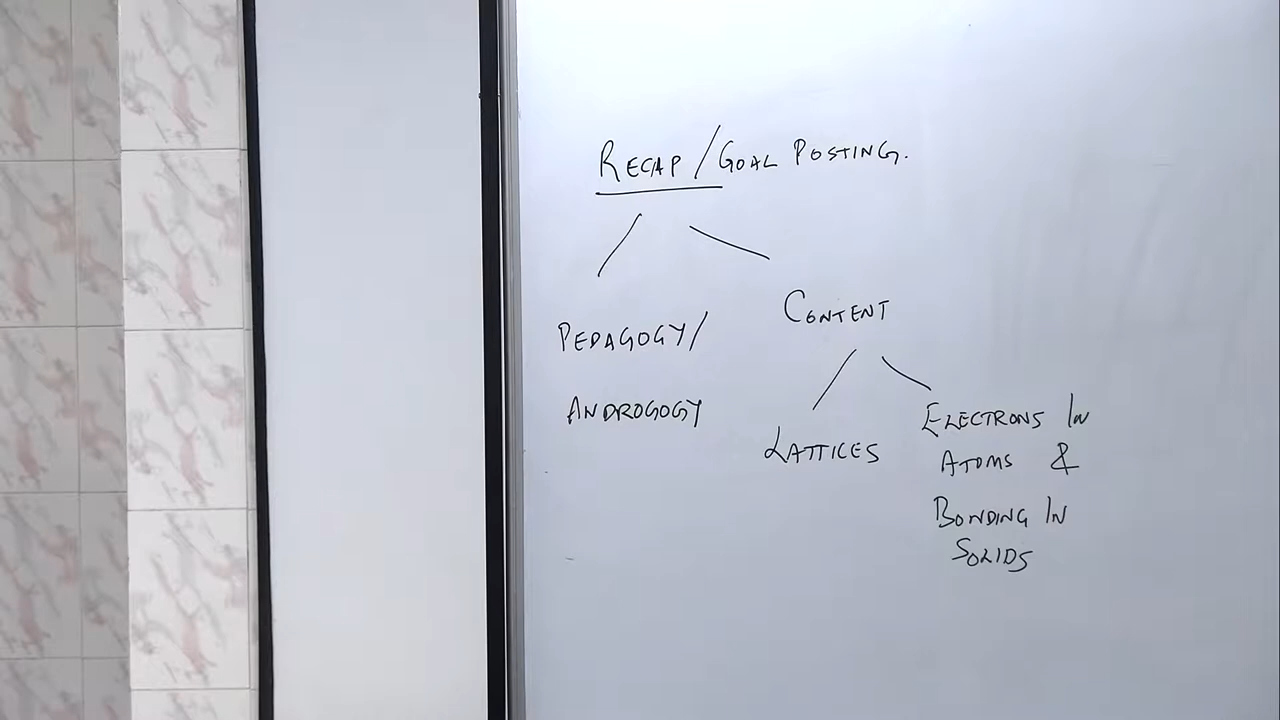 RECAP/GOAL POSTING.
PEDAGOGY/
ANDROGOGY
CONTENT
LATTICES
ELECTRONS IN
ATOMS &
BONDING IN
SOLIDS